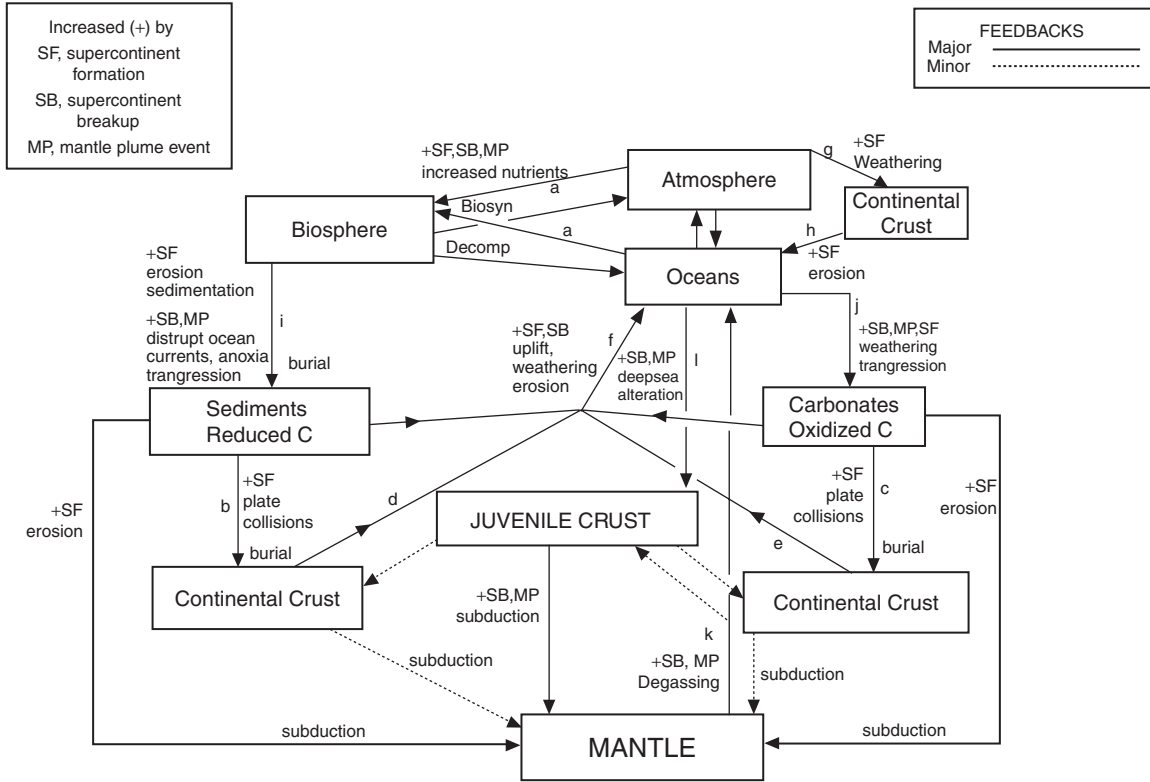 Increased (+) by
SF, supercontinent
formation
SB, supercontinent
breakup
MP, mantle plume event
FEEDBACKS
Major
Minor
+SF,SB,MP
increased nutrients
a
Biosyn
a
Decomp
Atmosphere
g
+SF
Weathering
Continental
Crust
h
+SF
erosion
Biosphere
Oceans
+SF
erosion
sedimentation
i
+SB,MP
distrupt ocean
currents, anoxia
trangression
burial
+SF,SB
uplift,
weathering
erosion
f
+SB,MP
deepsea
alteration
l
j
+SB,MP,SF
weathering
trangression
Sediments
Reduced C
Carbonates
Oxidized C
+SF
erosion
b
+SF
plate
collisions
burial
d
JUVENILE CRUST
e
+SF
plate
collisions
c
burial
+SF
erosion
Continental Crust
Continental Crust
+SB,MP
subduction
k
+SB, MP
Degassing
subduction
subduction
subduction
MANTLE
subduction